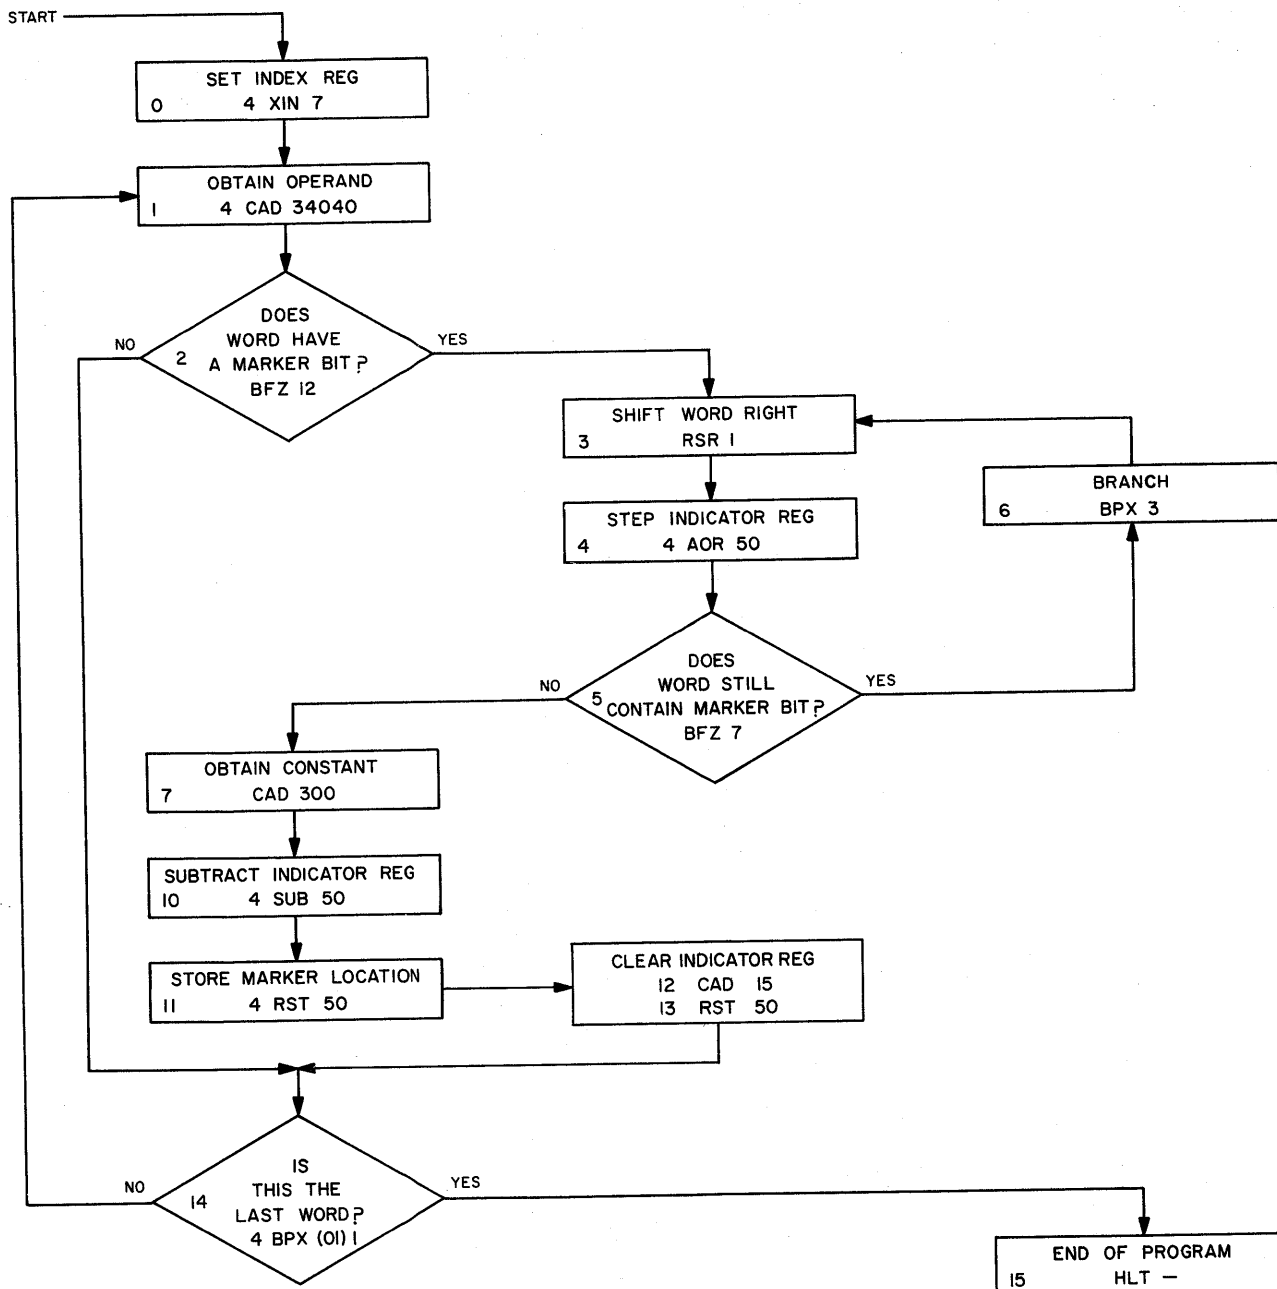 START
SET INDEX REG
0 4 XIN 7
OBTAIN OPERAND
1 4 CAD 34040
DOES
WORD HAVE
2 A MARKER BIT?
BFZ 12
NO
YES
SHIFT WORD RIGHT
3 RSR 1
STEP INDICATOR REG
4 4 AOR 50
BRANCH
6 BPX 3
DOES
WORD STILL
5 CONTAIN MARKER BIT?
BFZ 7
NO
YES
OBTAIN CONSTANT
7 CAD 300
SUBTRACT INDICATOR REG
10 4 SUB 50
STORE MARKER LOCATION
11 4 RST 50
CLEAR INDICATOR REG
12 CAD 15
13 RST 50
IS
THIS THE
14 LAST WORD?
4 BPX (01) 1
NO
YES
END OF PROGRAM
15 HLT —